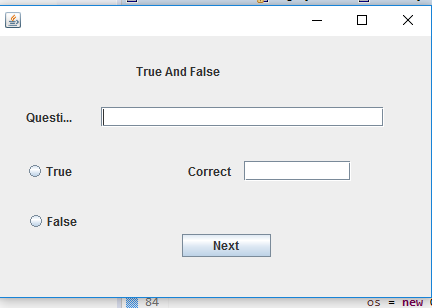 True And False
Questi...
True
Correct
False
Next
84 os = new